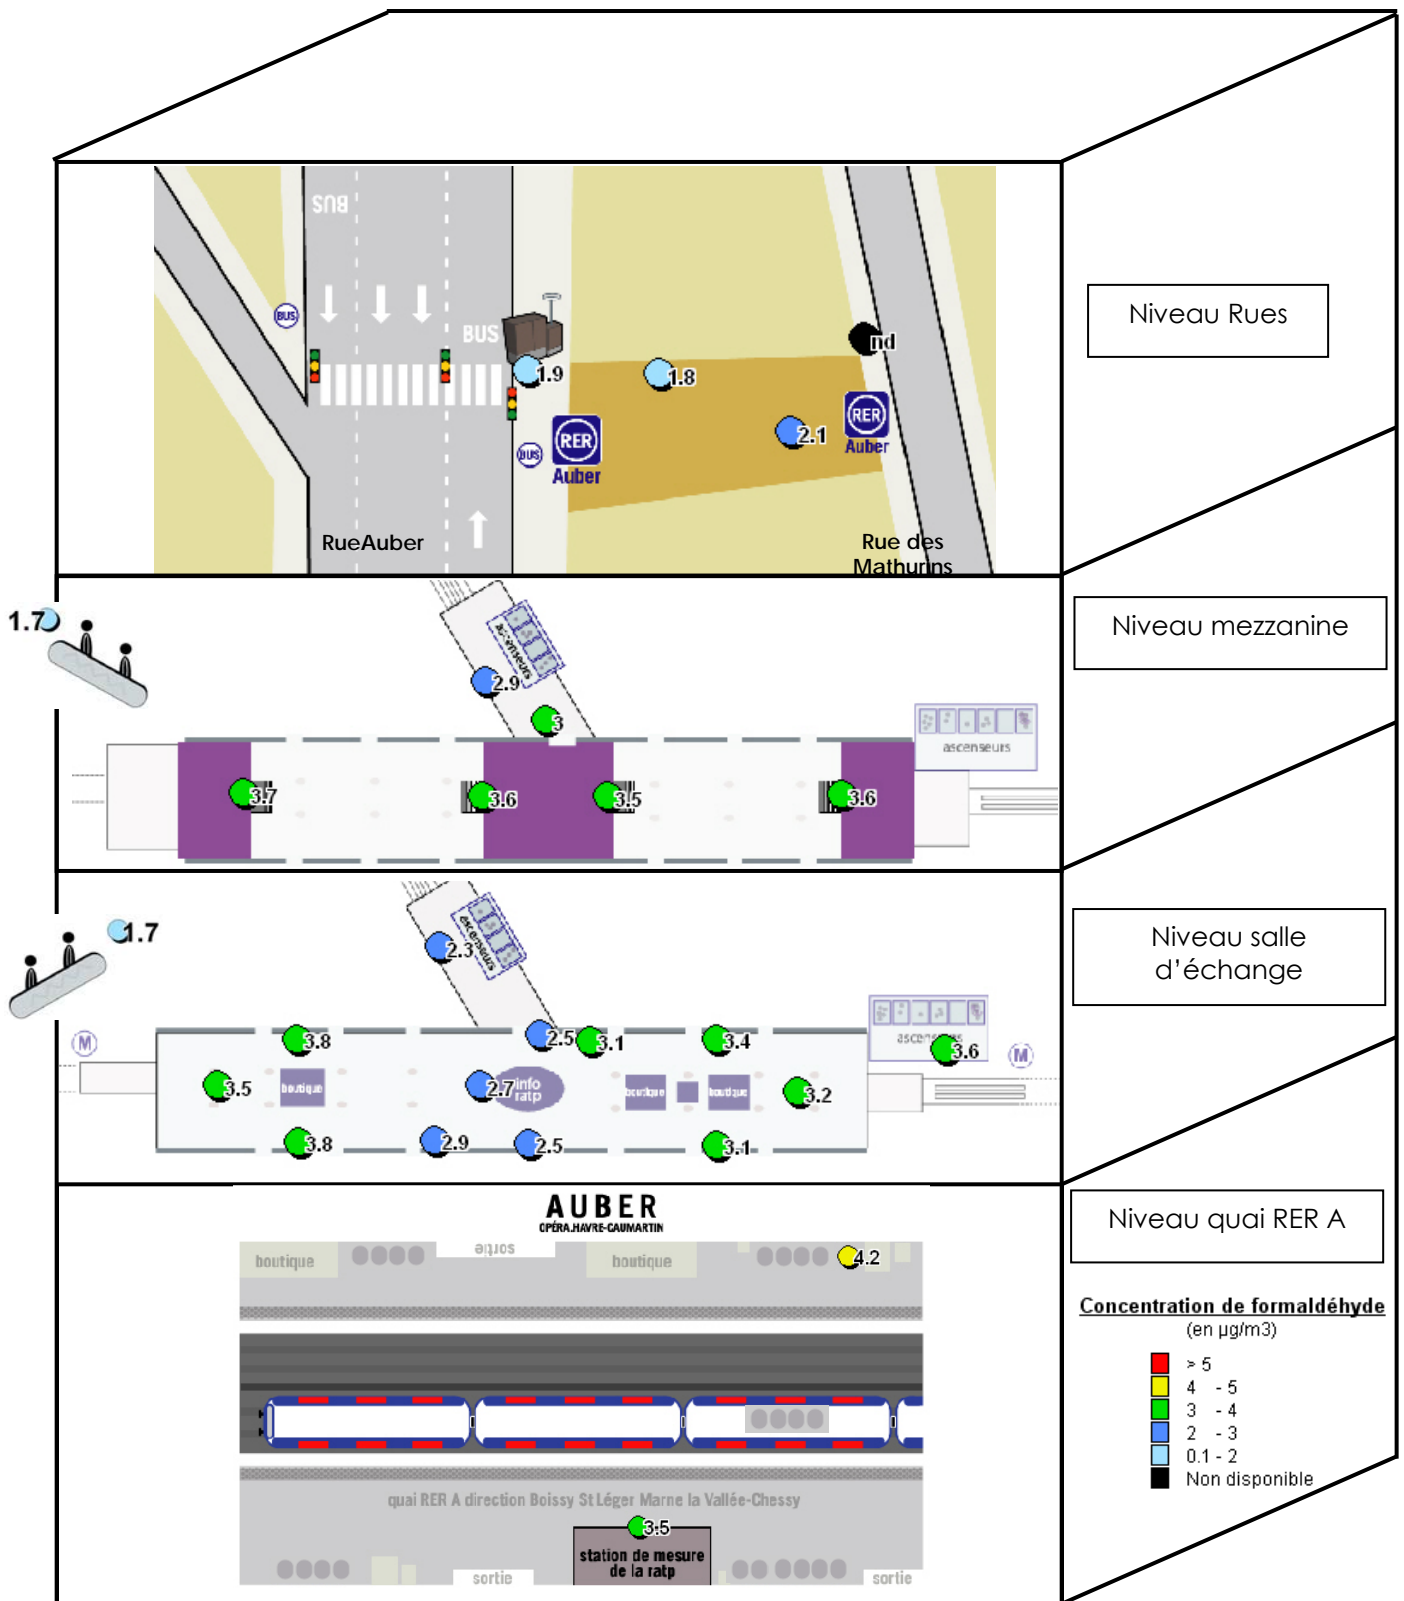 BUS
BUS
BUS
nd
1.9
1.8
RER
Auber
2.1
RER
Auber
BUS
RueAuber
Rue des
Mathurins
Niveau Rues
1.7
ascenseurs
2.9
3
ascenseurs
3.7
3.6
3.5
3.6
Niveau mezzanine
1.7
ascenseurs
2.3
M
3.8
2.5
3.1
3.4
ascenseurs
3.6
M
3.5
boutique
2.7
info
ratp
boutique
boutique
3.2
3.8
2.9
2.5
3.1
Niveau salle
d'échange
AUBER
OPÉRA.HAVRE-CAUMARTIN
boutique
sortie
boutique
4.2
quai RER A direction Boissy St Léger Marne la Vallée-Chessy
3.5
station de mesure
de la ratp
sortie
sortie
Niveau quai RER A
Concentration de formaldéhyde
(en µg/m3)
> 5
4 - 5
3 - 4
2 - 3
0.1 - 2
Non disponible